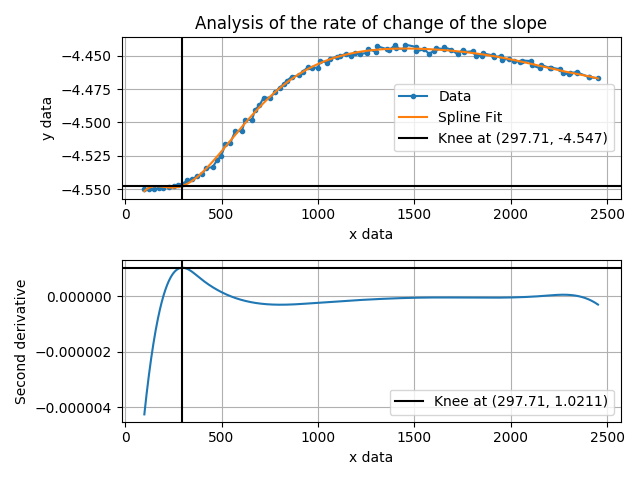 Analysis of the rate of change of the slope
−4.450
−4.475
−4.500
−4.525
−4.550
y data
Data
Spline Fit
Knee at (297.71, -4.547)
0 500 1000 1500 2000 2500
x data
0.000000
−0.000002
−0.000004
Second derivative
Knee at (297.71, 1.0211)
0 500 1000 1500 2000 2500
x data